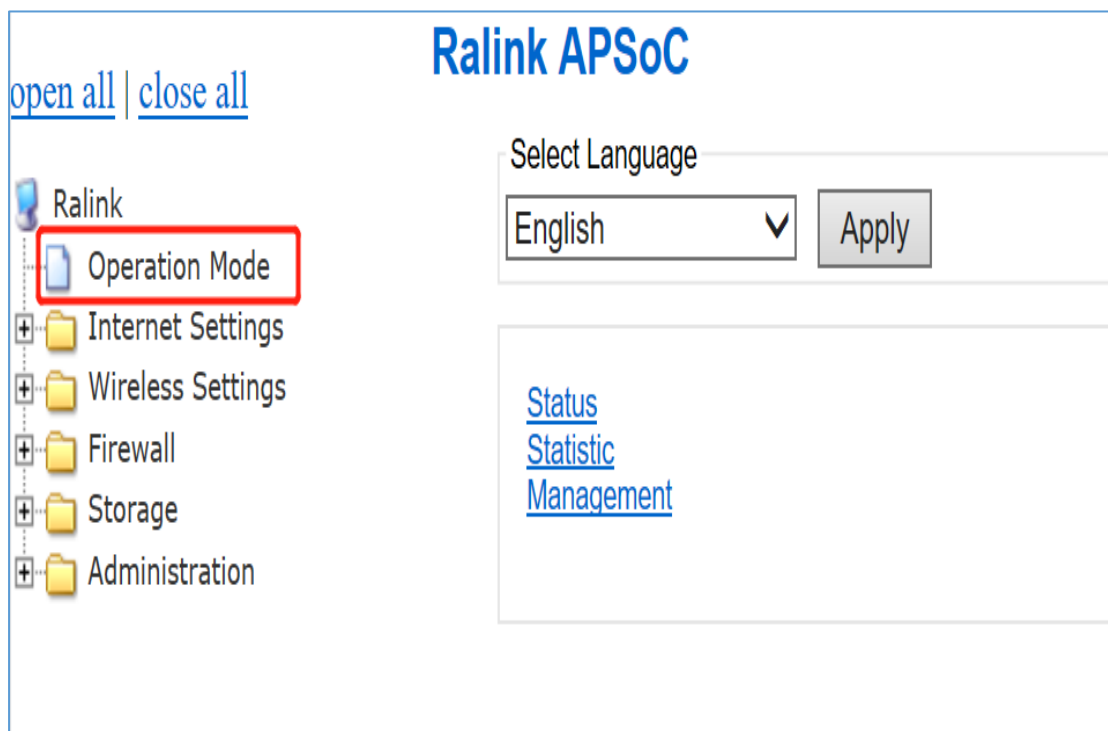 Ralink APSoC
open all | close all
Ralink
Operation Mode
Internet Settings
Wireless Settings
Firewall
Storage
Administration
Select Language
English
Apply
Status
Statistic
Management